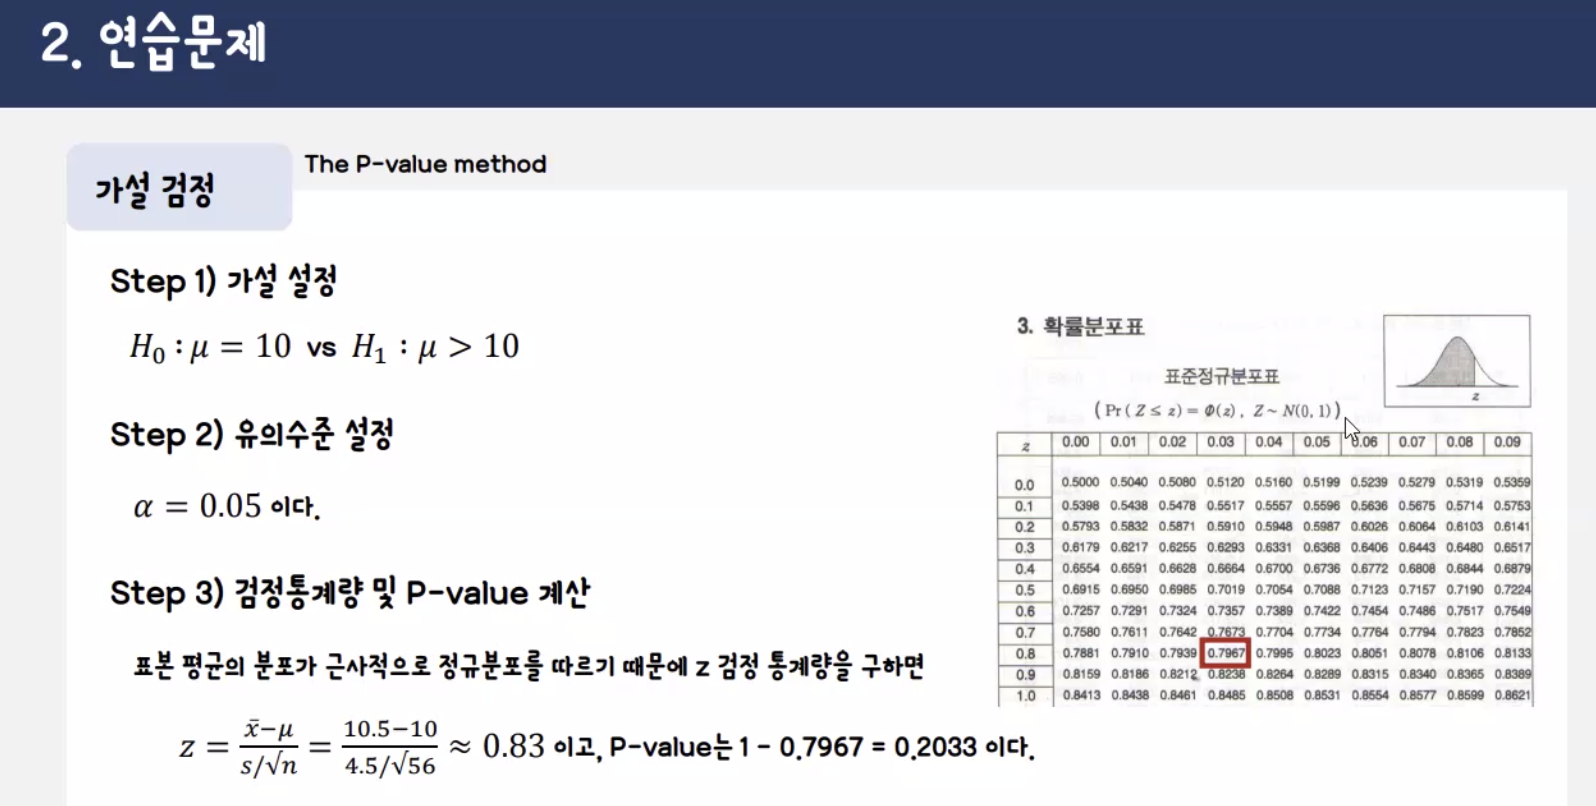 2. 연습문제
가설 검정
The P-value method
Step 1) 가설 설정
H₀ : μ = 10 vs H₁ : μ > 10
Step 2) 유의수준 설정
α = 0.05 이다.
Step 3) 검정통계량 및 P-value 계산
표본 평균의 분포가 근사적으로 정규분포를 따르기 때문에 z 검정 통계량을 구하면
z = (x̄−μ)/(s/√n) = (10.5−10)/(4.5/√56) ≈ 0.83 이고, P-value는 1 - 0.7967 = 0.2033 이다.
3. 확률분포표
z
표준정규분포표
( Pr ( Z ≤ z) = Φ(z) , Z ~ N(0, 1) )
z 0.00 0.01 0.02 0.03 0.04 0.05 0.06 0.07 0.08 0.09
0.0 0.5000 0.5040 0.5080 0.5120 0.5160 0.5199 0.5239 0.5279 0.5319 0.5359
0.1 0.5398 0.5438 0.5478 0.5517 0.5557 0.5596 0.5636 0.5675 0.5714 0.5753
0.2 0.5793 0.5832 0.5871 0.5910 0.5948 0.5987 0.6026 0.6064 0.6103 0.6141
0.3 0.6179 0.6217 0.6255 0.6293 0.6331 0.6368 0.6406 0.6443 0.6480 0.6517
0.4 0.6554 0.6591 0.6628 0.6664 0.6700 0.6736 0.6772 0.6808 0.6844 0.6879
0.5 0.6915 0.6950 0.6985 0.7019 0.7054 0.7088 0.7123 0.7157 0.7190 0.7224
0.6 0.7257 0.7291 0.7324 0.7357 0.7389 0.7422 0.7454 0.7486 0.7517 0.7549
0.7 0.7580 0.7611 0.7642 0.7673 0.7704 0.7734 0.7764 0.7794 0.7823 0.7852
0.8 0.7881 0.7910 0.7939 0.7967 0.7995 0.8023 0.8051 0.8078 0.8106 0.8133
0.9 0.8159 0.8186 0.8212 0.8238 0.8264 0.8289 0.8315 0.8340 0.8365 0.8389
1.0 0.8413 0.8438 0.8461 0.8485 0.8508 0.8531 0.8554 0.8577 0.8599 0.8621